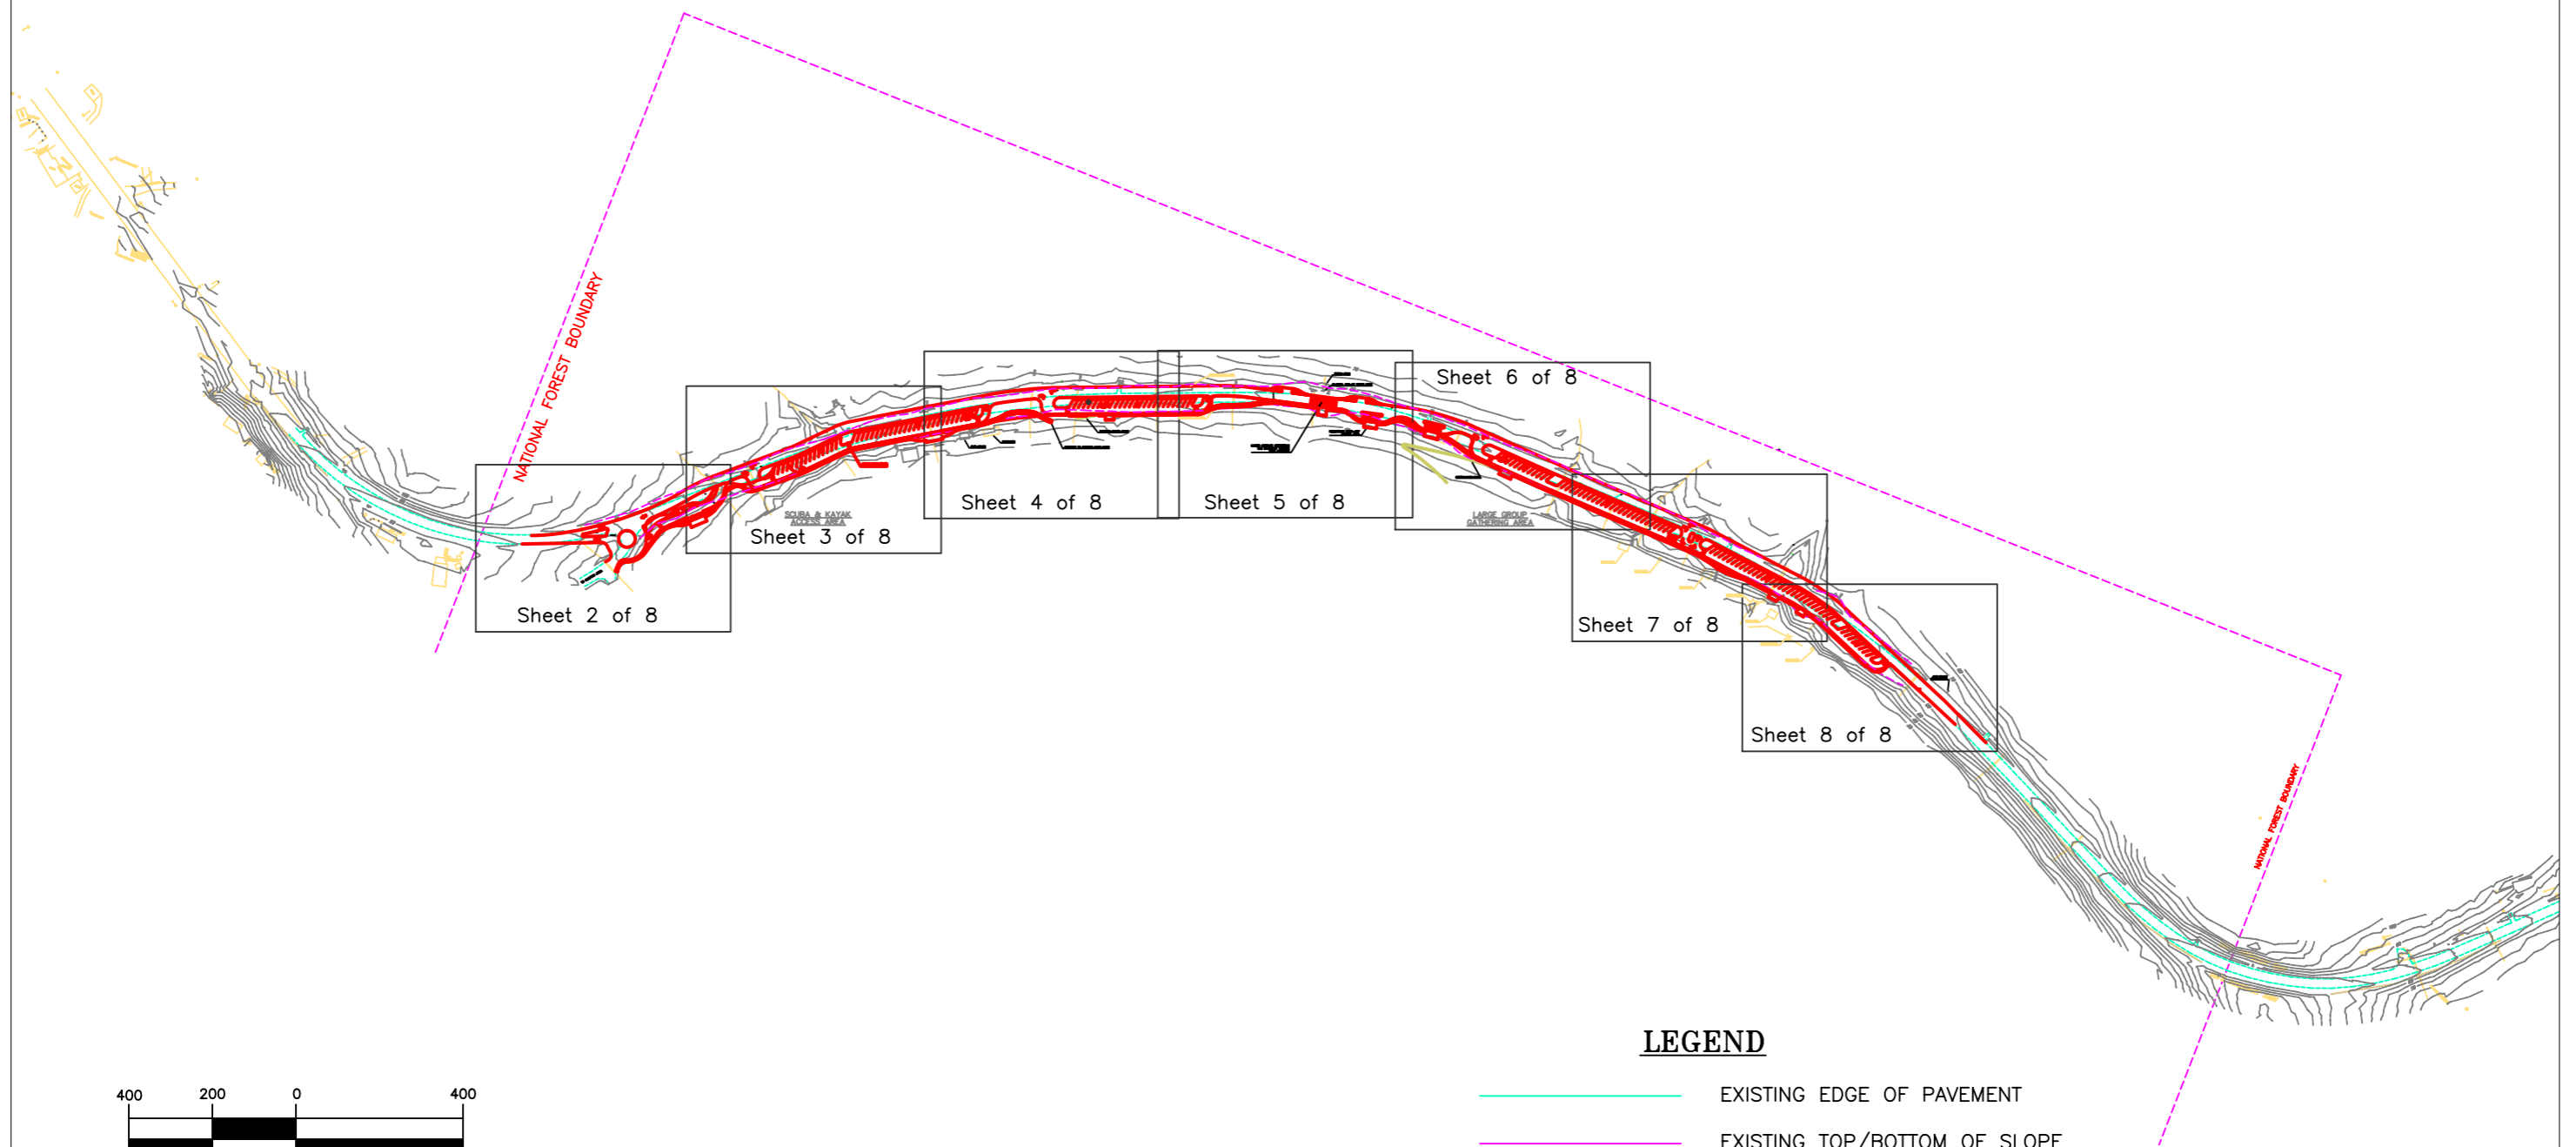 NATIONAL FOREST BOUNDARY
Sheet 2 of 8
SCUBA & KAYAK
ACCESS AREA
Sheet 3 of 8
Sheet 4 of 8
Sheet 5 of 8
Sheet 6 of 8
LARGE GROUP
GATHERING AREA
Sheet 7 of 8
Sheet 8 of 8
NATIONAL FOREST BOUNDARY
LEGEND
EXISTING EDGE OF PAVEMENT
EXISTING TOP/BOTTOM OF SLOPE
400 200 0 400